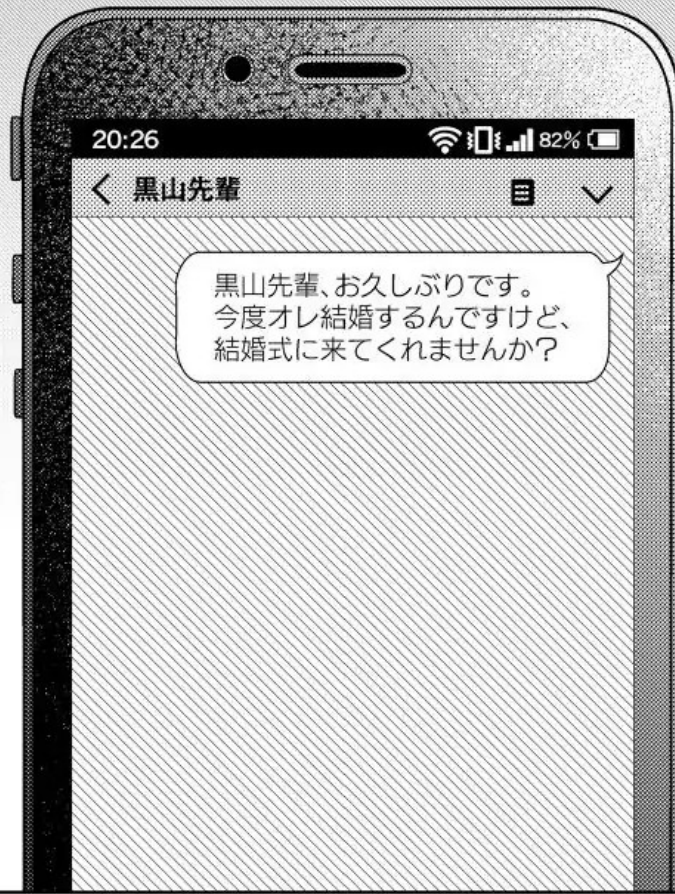 20:26 82%
黒山先輩
黒山先輩、お久しぶりです。
今度オレ結婚するんですけど、
結婚式に来てくれませんか?